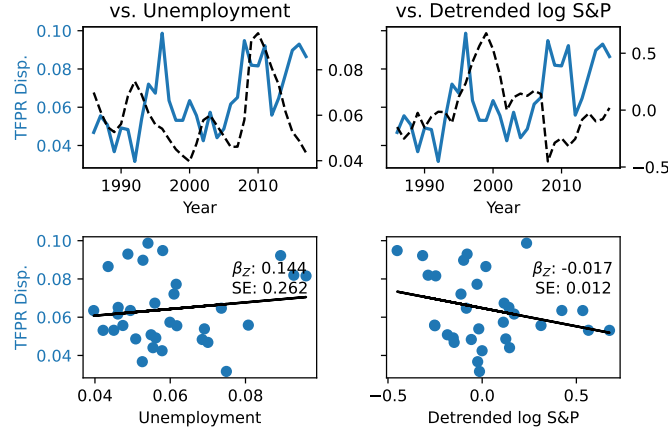 vs. Unemployment
vs. Detrended log S&P
TFPR Disp.
0.10
0.08
0.06
0.04
0.08
0.06
0.04
1990
2000
2010
Year
0.5
0.0
−0.5
1990
2000
2010
Year
TFPR Disp.
0.10
0.08
0.06
0.04
βZ: 0.144
SE: 0.262
0.04
0.06
0.08
Unemployment
βZ: -0.017
SE: 0.012
−0.5
0.0
0.5
Detrended log S&P